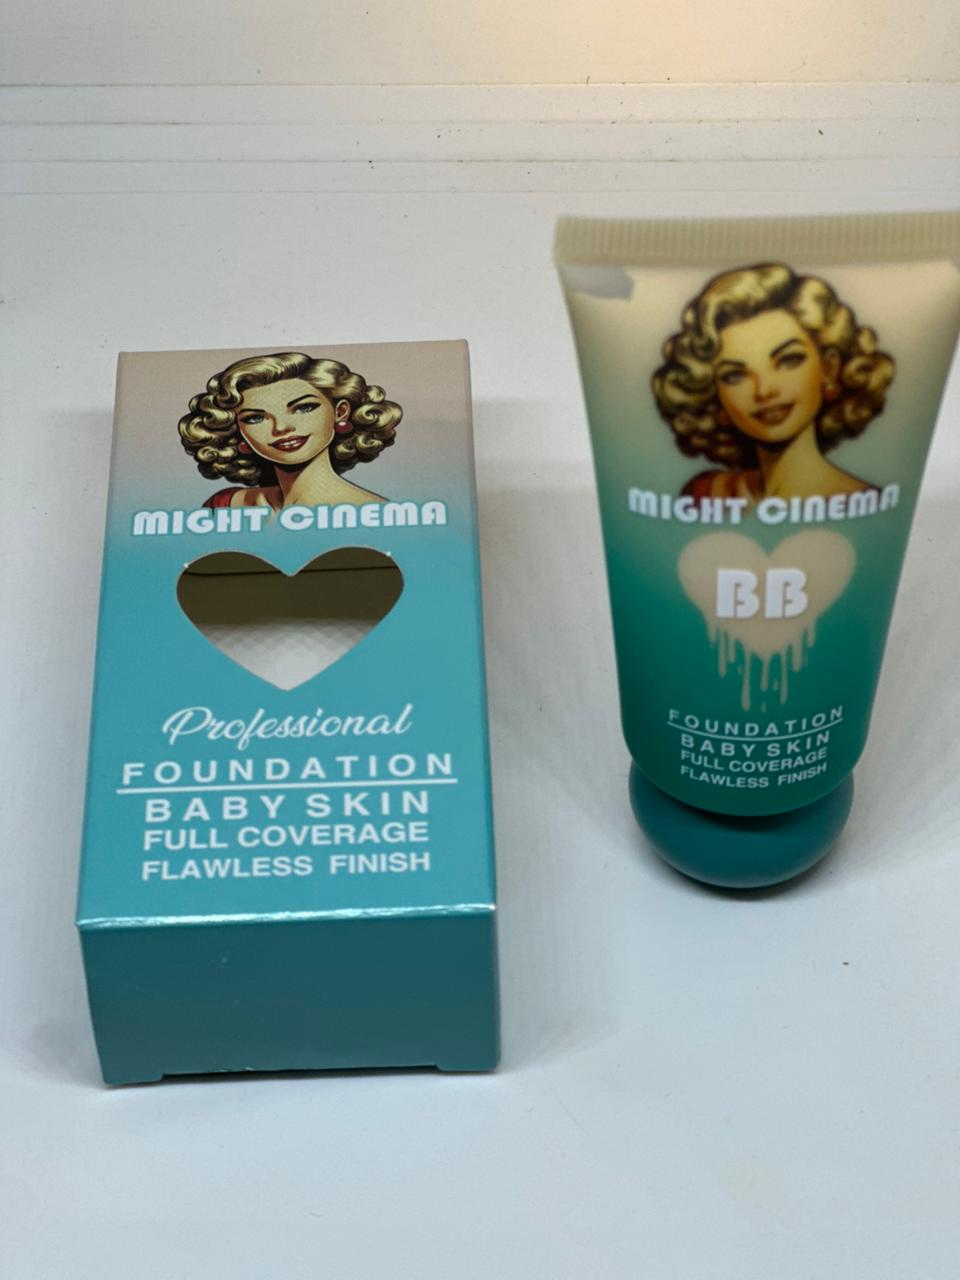 MIGHT CINEMA
Professional
FOUNDATION
BABY SKIN
FULL COVERAGE
FLAWLESS FINISH
MIGHT CINEMA
BB
FOUNDATION
BABY SKIN
FULL COVERAGE
FLAWLESS FINISH